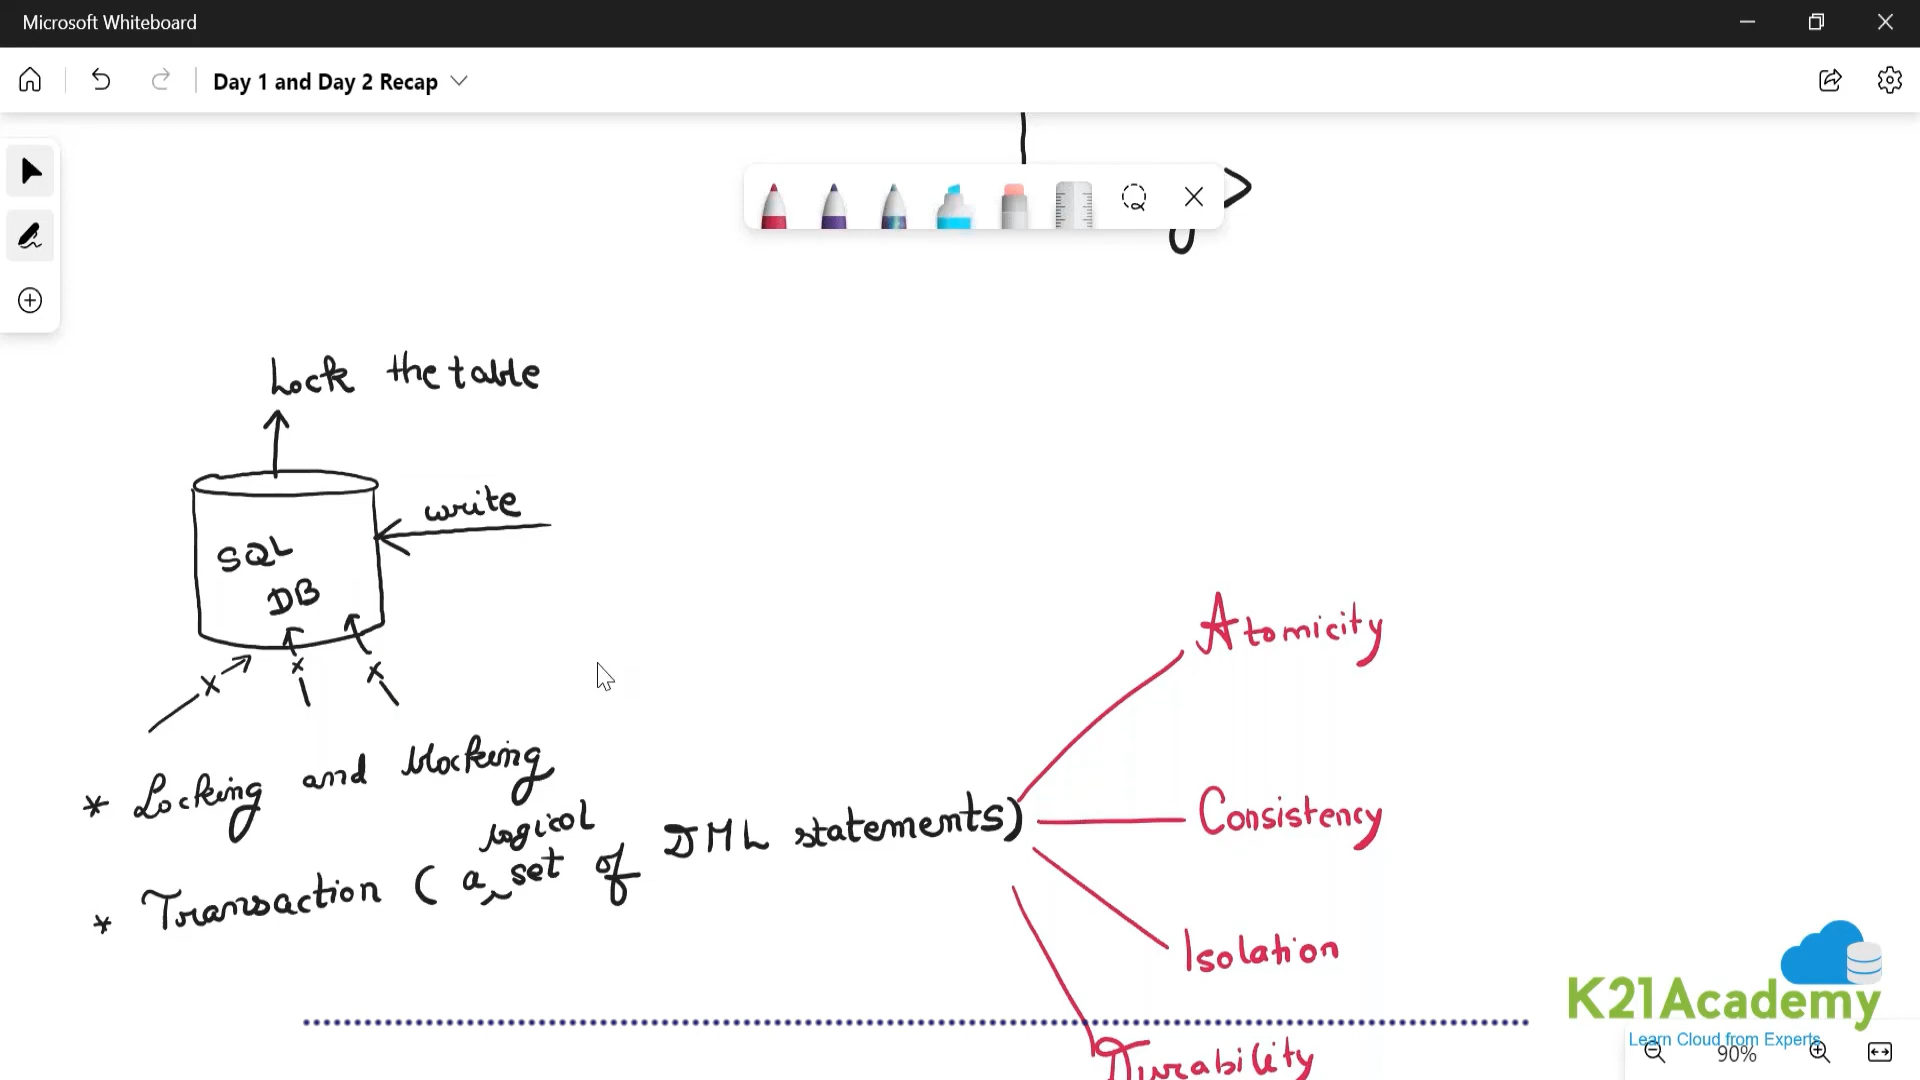 Microsoft Whiteboard
Day 1 and Day 2 Recap
Lock the table
write
SQL
DB
* Locking and blocking
logical
* Transaction ( a set of DML statements)
Atomicity
Consistency
Isolation
Durability
K21Academy
Learn Cloud from Experts
90%